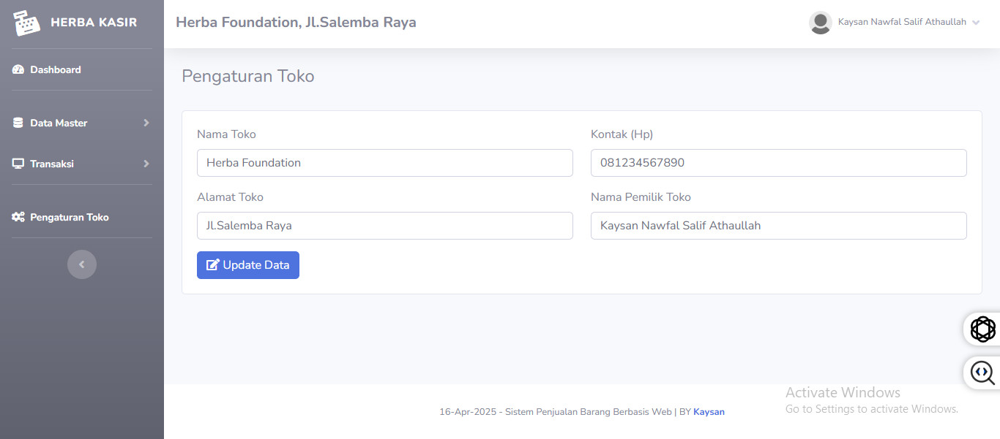 HERBA KASIR
Herba Foundation, Jl.Salemba Raya
Kaysan Nawfal Salif Athaullah
Dashboard
Data Master
Transaksi
Pengaturan Toko
Pengaturan Toko
Nama Toko
Herba Foundation
Kontak (Hp)
081234567890
Alamat Toko
Jl.Salemba Raya
Nama Pemilik Toko
Kaysan Nawfal Salif Athaullah
Update Data
Activate Windows
Go to Settings to activate Windows.
16-Apr-2025 - Sistem Penjualan Barang Berbasis Web | BY Kaysan